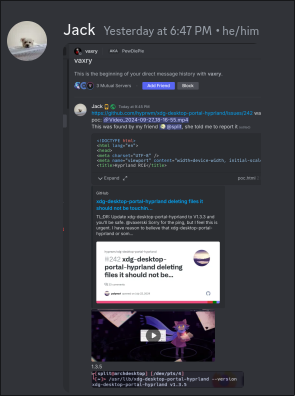 Jack Yesterday at 6:47 PM • he/him
vaxry AKA PewDiePie
vaxry
This is the beginning of your direct message history with vaxry.
2 Mutual Servers Add Friend Block
Jack Today at 6:45 PM
https://github.com/hyprwm/xdg-desktop-portal-hyprland/issues/242 we
poc: @Video_2024-09-27_18-16-55.mp4
This was found by my friend @split, she told me to report it
<!DOCTYPE html>
<html lang="en">
<head>
<meta charset="UTF-8" />
<meta name="viewport" content="width=device-width, initial-scale
<title>Hyprland RCE</title>
Expand
poc.html
GitHub
xdg-desktop-portal-hyprland deleting files it
should not be touchin...
TL;DR: Update xdg-desktop-portal-hyprland to V1.3.5 and
you'll be safe. @vaxerski Sorry for the ping, but I feel this is
urgent. I have reason to believe that xdg-desktop-portal-
hyprland or som...
#242 xdg-desktop-
portal-hyprland deleting
files it should not be...
1.3.5
[split@archdesktop] [/dev/pts/4]
[~]> /usr/lib/xdg-desktop-portal-hyprland --version
xdg-desktop-portal-hyprland v1.3.5